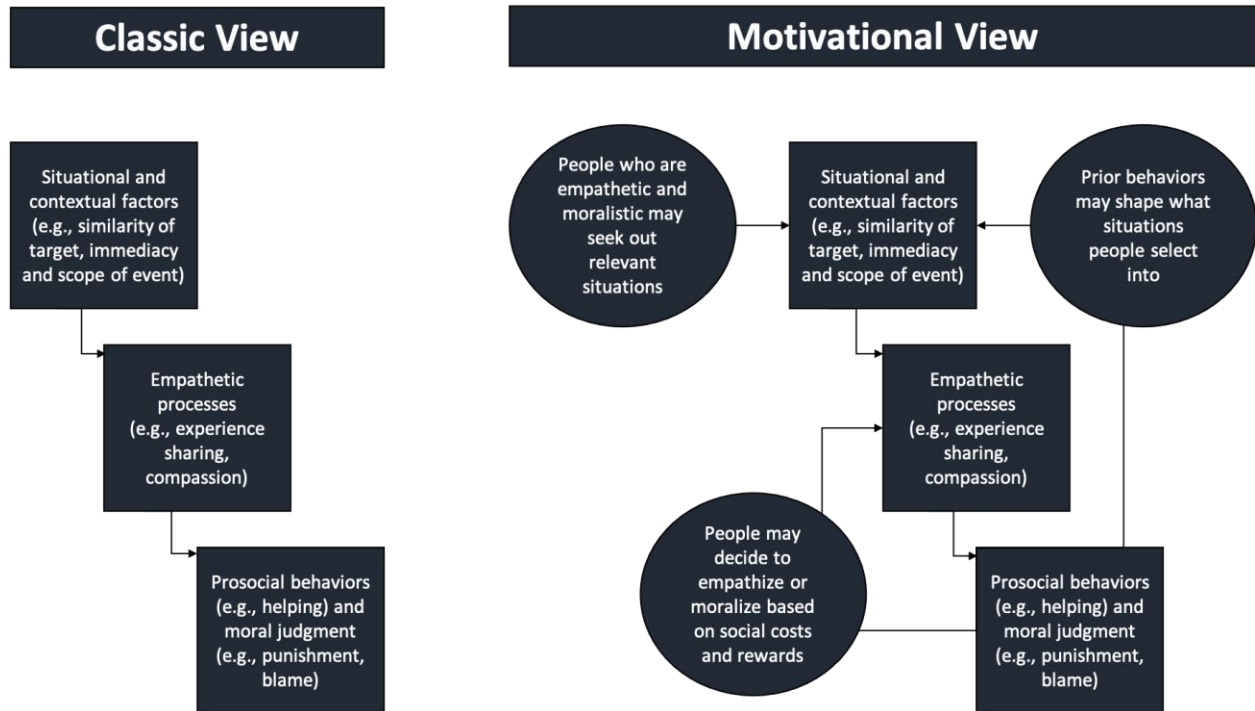 Classic View
Situational and
contextual factors
(e.g., similarity of
target, immediacy
and scope of event)
Empathetic
processes
(e.g., experience
sharing,
compassion)
Prosocial behaviors
(e.g., helping) and
moral judgment
(e.g., punishment,
blame)
Motivational View
People who are
empathetic and
moralistic may
seek out
relevant
situations
Situational and
contextual factors
(e.g., similarity of
target, immediacy
and scope of event)
Prior behaviors
may shape what
situations
people select
into
Empathetic
processes
(e.g., experience
sharing,
compassion)
People may
decide to
empathize or
moralize based
on social costs
and rewards
Prosocial behaviors
(e.g., helping) and
moral judgment
(e.g., punishment,
blame)